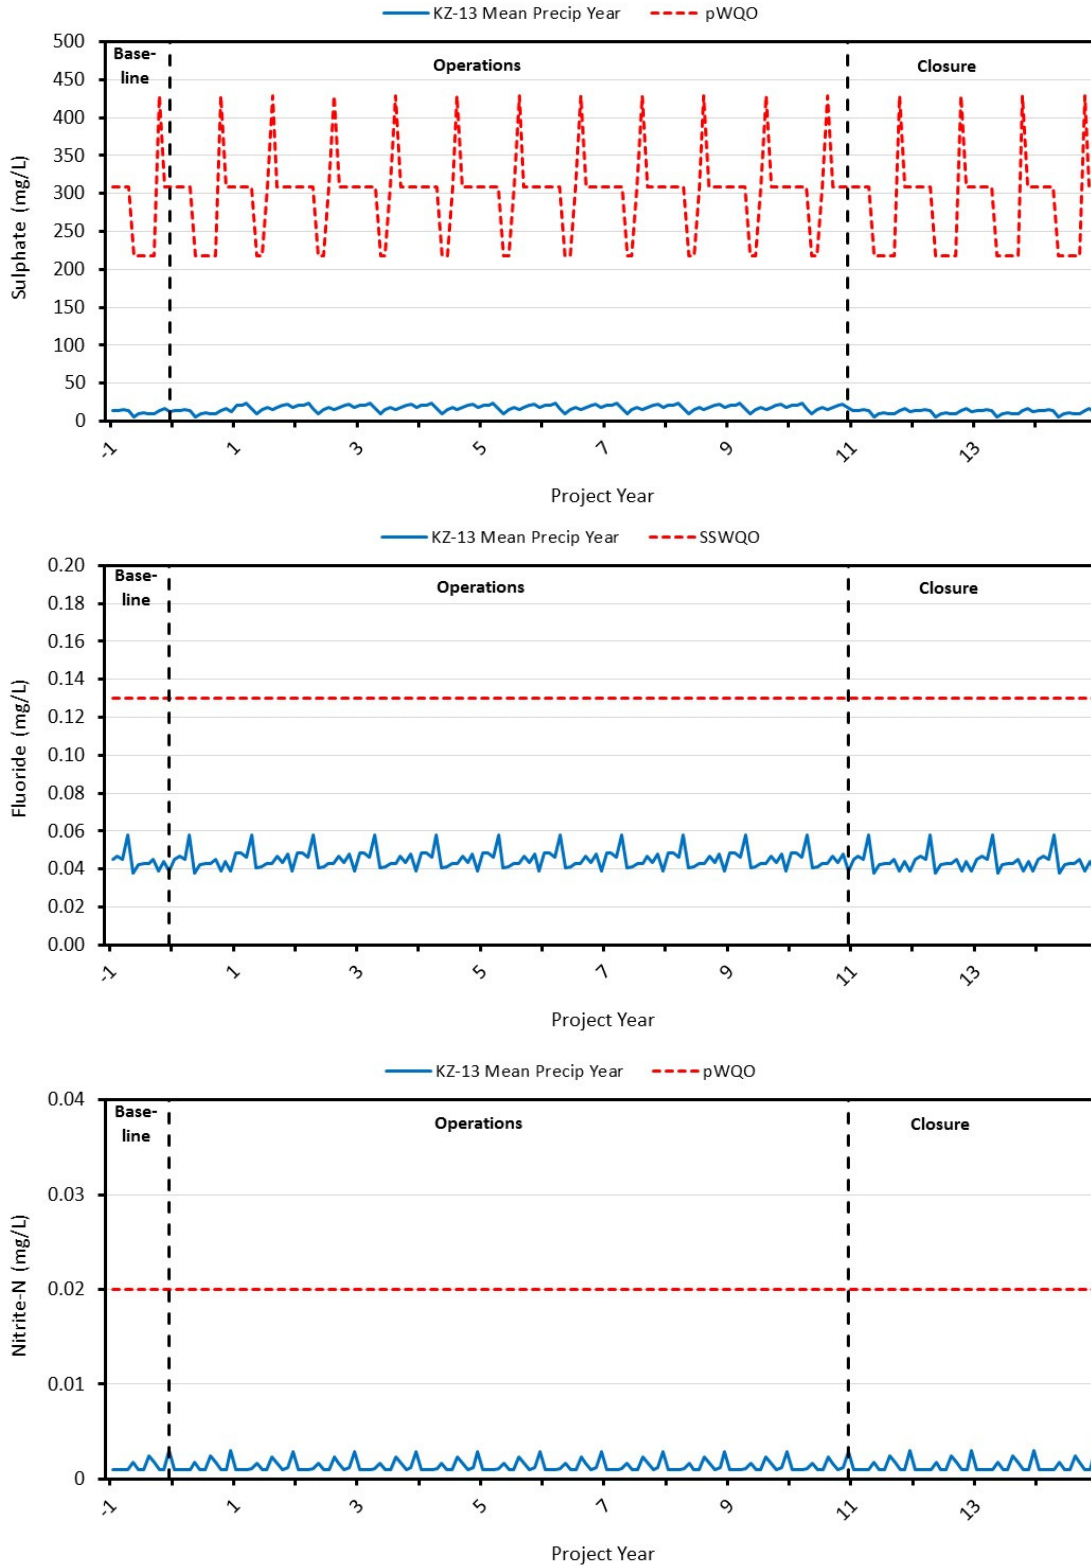 KZ-13 Mean Precip Year pWQO
500
450
400
350
300
250
200
150
100
50
0
Sulphate (mg/L)
Base-
line
Operations
Closure
-1 1 3 5 7 9 11 13
Project Year
KZ-13 Mean Precip Year SSWQO
0.20
0.18
0.16
0.14
0.12
0.10
0.08
0.06
0.04
0.02
0.00
Fluoride (mg/L)
Base-
line
Operations
Closure
-1 1 3 5 7 9 11 13
Project Year
KZ-13 Mean Precip Year pWQO
0.04
0.03
0.02
0.01
0
Nitrite-N (mg/L)
Base-
line
Operations
Closure
-1 1 3 5 7 9 11 13
Project Year